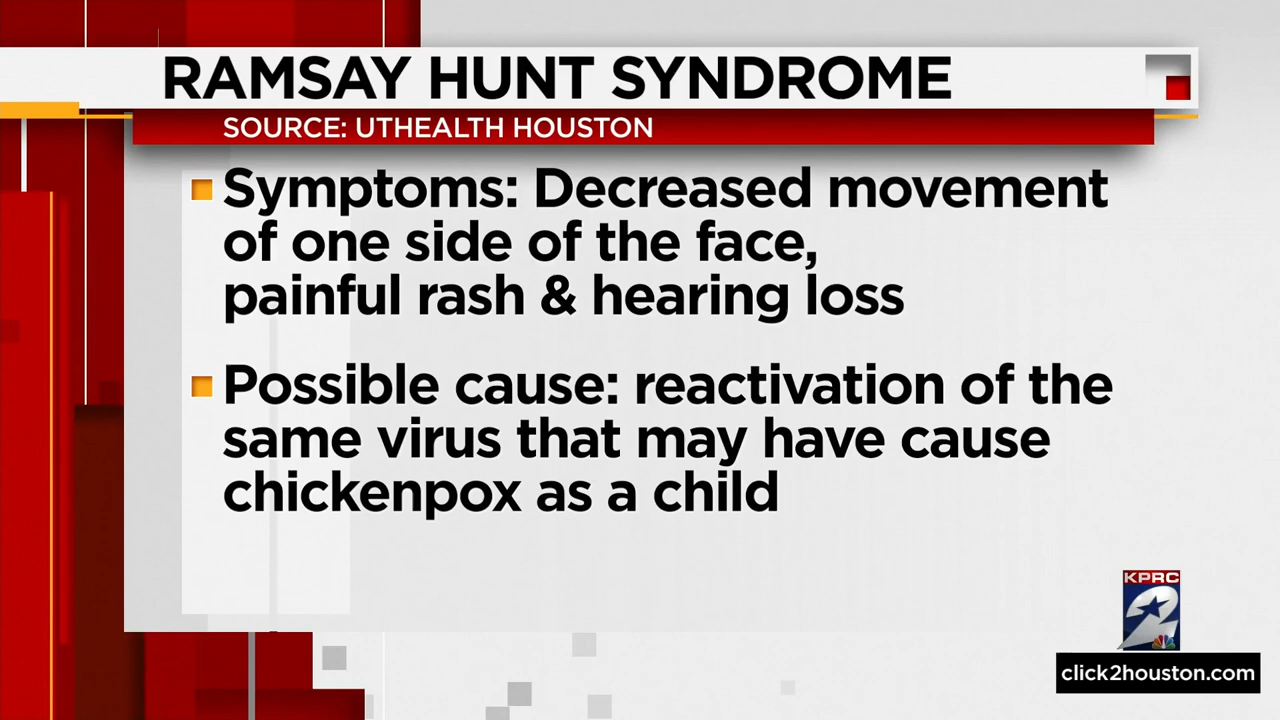 RAMSAY HUNT SYNDROME
SOURCE: UTHEALTH HOUSTON
Symptoms: Decreased movement
of one side of the face,
painful rash & hearing loss
Possible cause: reactivation of the
same virus that may have cause
chickenpox as a child
KPRC
2
click2houston.com